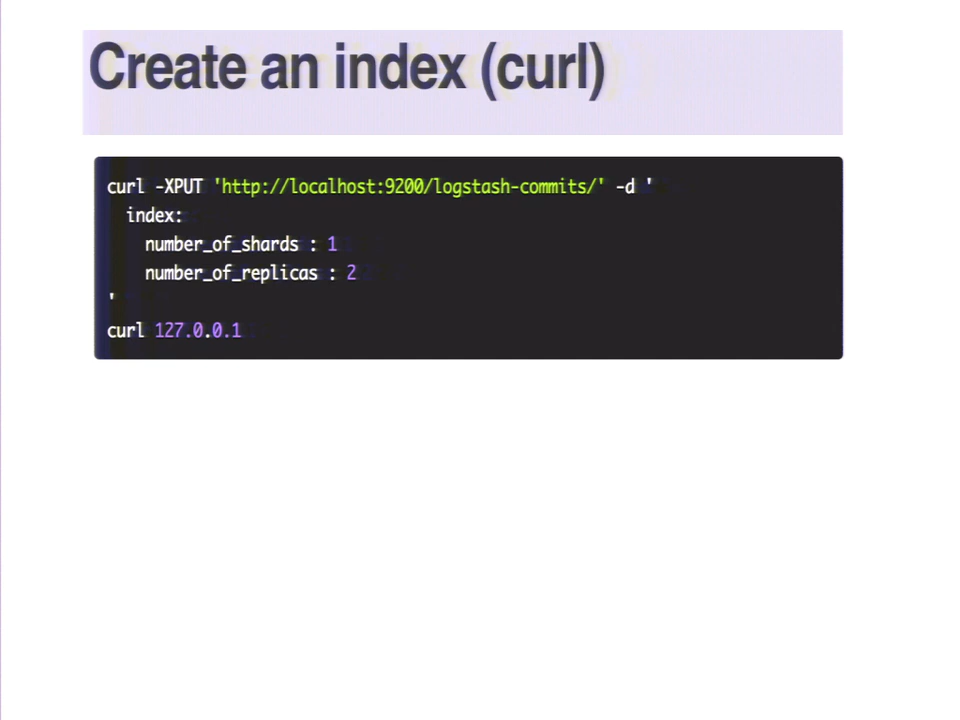 Create an index (curl)
curl -XPUT 'http://localhost:9200/logstash-commits/' -d '
index:
number_of_shards : 1
number_of_replicas : 2
'
curl 127.0.0.1